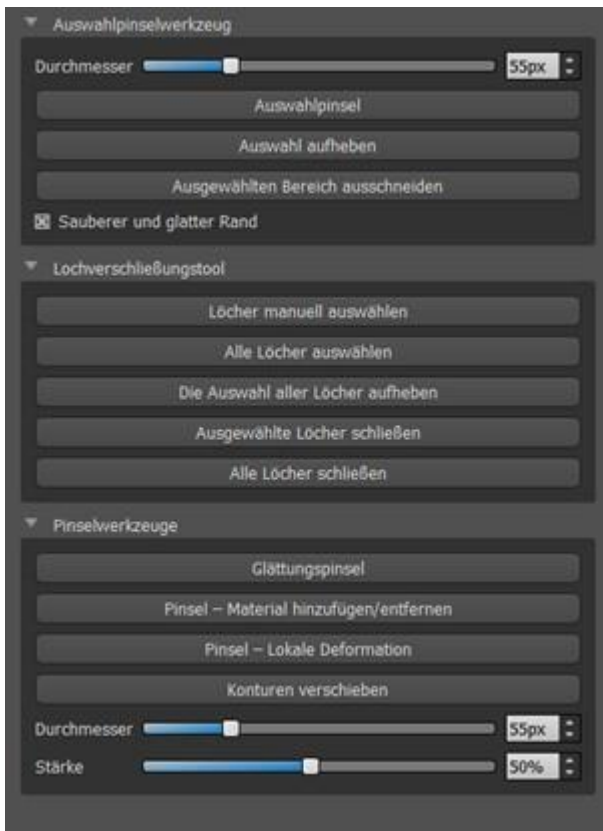 Auswahlpinselwerkzeug
Durchmesser 55px
Auswahlpinsel
Auswahl aufheben
Ausgewählten Bereich ausschneiden
Sauberer und glatter Rand
Lochverschließungstool
Löcher manuell auswählen
Alle Löcher auswählen
Die Auswahl aller Löcher aufheben
Ausgewählte Löcher schließen
Alle Löcher schließen
Pinselwerkzeuge
Glättungspinsel
Pinsel – Material hinzufügen/entfernen
Pinsel – Lokale Deformation
Konturen verschieben
Durchmesser 55px
Stärke 50%